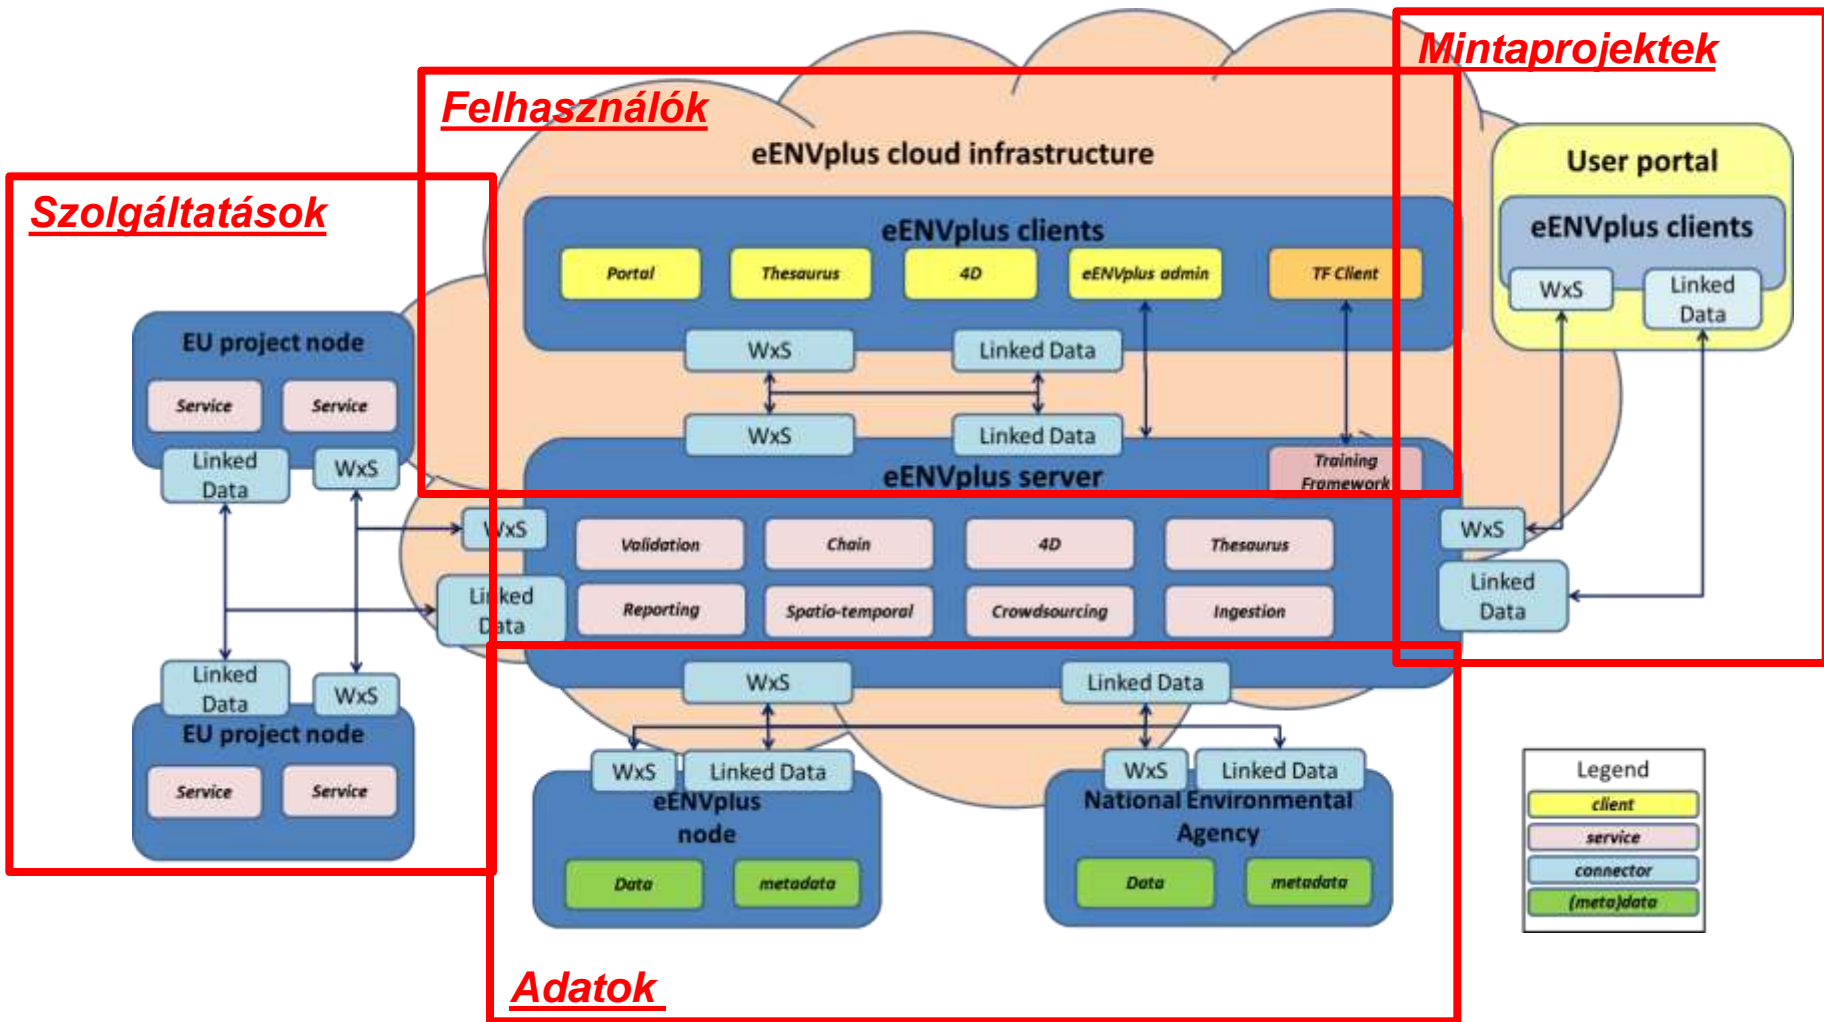 Mintaprojektek
Felhasználók
eENVplus cloud infrastructure
Szolgáltatások
eENVplus clients
Portal
Thesaurus
4D
eENVplus admin
TF Client
WxS
Linked Data
WxS
Linked Data
eENVplus server
Training
Framework
Validation
Chain
4D
Thesaurus
Reporting
Spatio-temporal
Crowdsourcing
Ingestion
WxS
Linked
Data
WxS
Linked
Data
WxS
Linked Data
User portal
eENVplus clients
WxS
Linked
Data
EU project node
Service
Service
Linked
Data
WxS
Linked
Data
WxS
EU project node
Service
Service
WxS
Linked Data
eENVplus
node
Data
metadata
WxS
Linked Data
National Environmental
Agency
Data
metadata
Adatok
Legend
client
service
connector
(meta)data